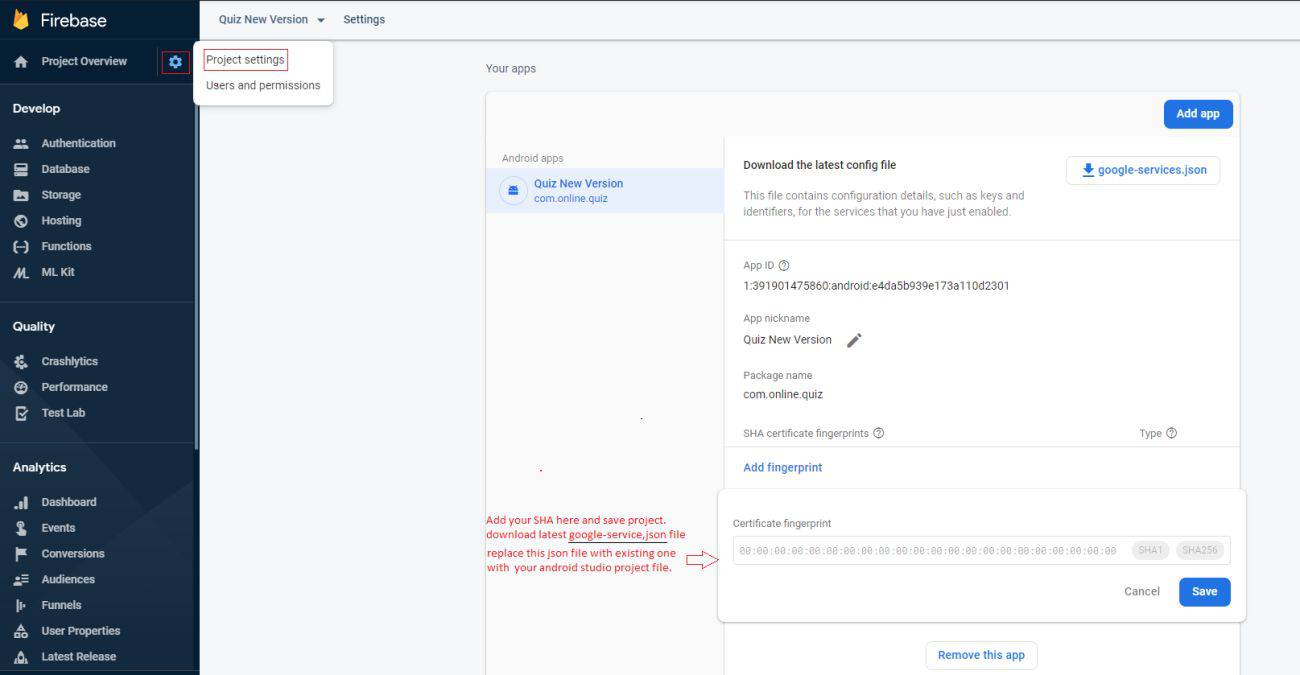 Firebase
Quiz New Version
Settings
Project Overview
Project settings
Users and permissions
Develop
Authentication
Database
Storage
Hosting
Functions
ML Kit
Quality
Crashlytics
Performance
Test Lab
Analytics
Dashboard
Events
Conversions
Audiences
Funnels
User Properties
Latest Release
Your apps
Add app
Android apps
Quiz New Version
com.online.quiz
Download the latest config file
google-services.json
This file contains configuration details, such as keys and
identifiers, for the services that you have just enabled.
App ID
1:391901475860:android:e4da5b939e173a110d2301
App nickname
Quiz New Version
Package name
com.online.quiz
SHA certificate fingerprints
Type
Add fingerprint
Add your SHA here and save project.
download latest google-service,json file
replace this json file with existing one
with your android studio project file.
Certificate fingerprint
00:00:00:00:00:00:00:00:00:00:00:00:00:00:00:00:00:00:00:00:00:00
SHA1
SHA256
Cancel
Save
Remove this app